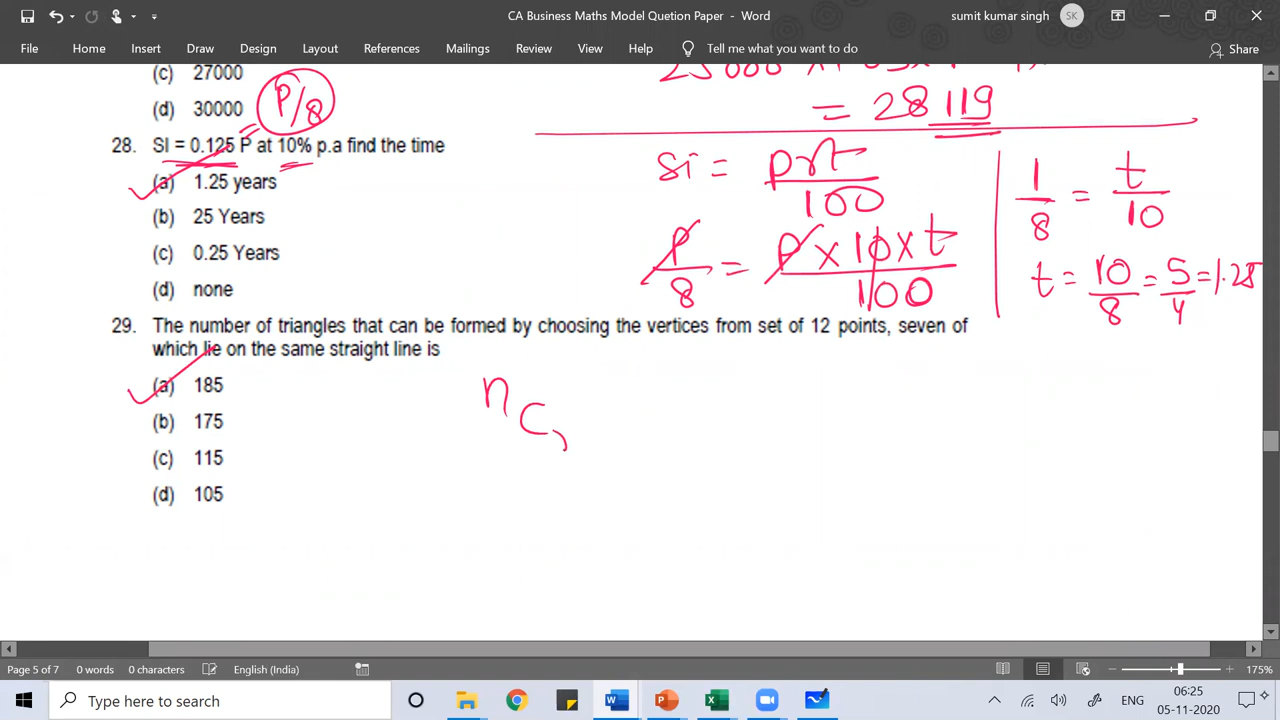 CA Business Maths Model Quetion Paper - Word
sumit kumar singh
SK
File Home Insert Draw Design Layout References Mailings Review View Help Tell me what you want to do
Share
(c) 27000
(d) 30000
P/8
= 28119
28. SI = 0.125 P at 10% p.a find the time
(a) 1.25 years
(b) 25 Years
(c) 0.25 Years
(d) none
Si = prt/100
P/8 = P×10×t/100
1/8 = t/10
t = 10/8 = 5/4 = 1.25
29. The number of triangles that can be formed by choosing the vertices from set of 12 points, seven of
which lie on the same straight line is
(a) 185
(b) 175
(c) 115
(d) 105
n C
Page 5 of 7 0 words 0 characters English (India)
175%
Type here to search
ENG
06:25
05-11-2020